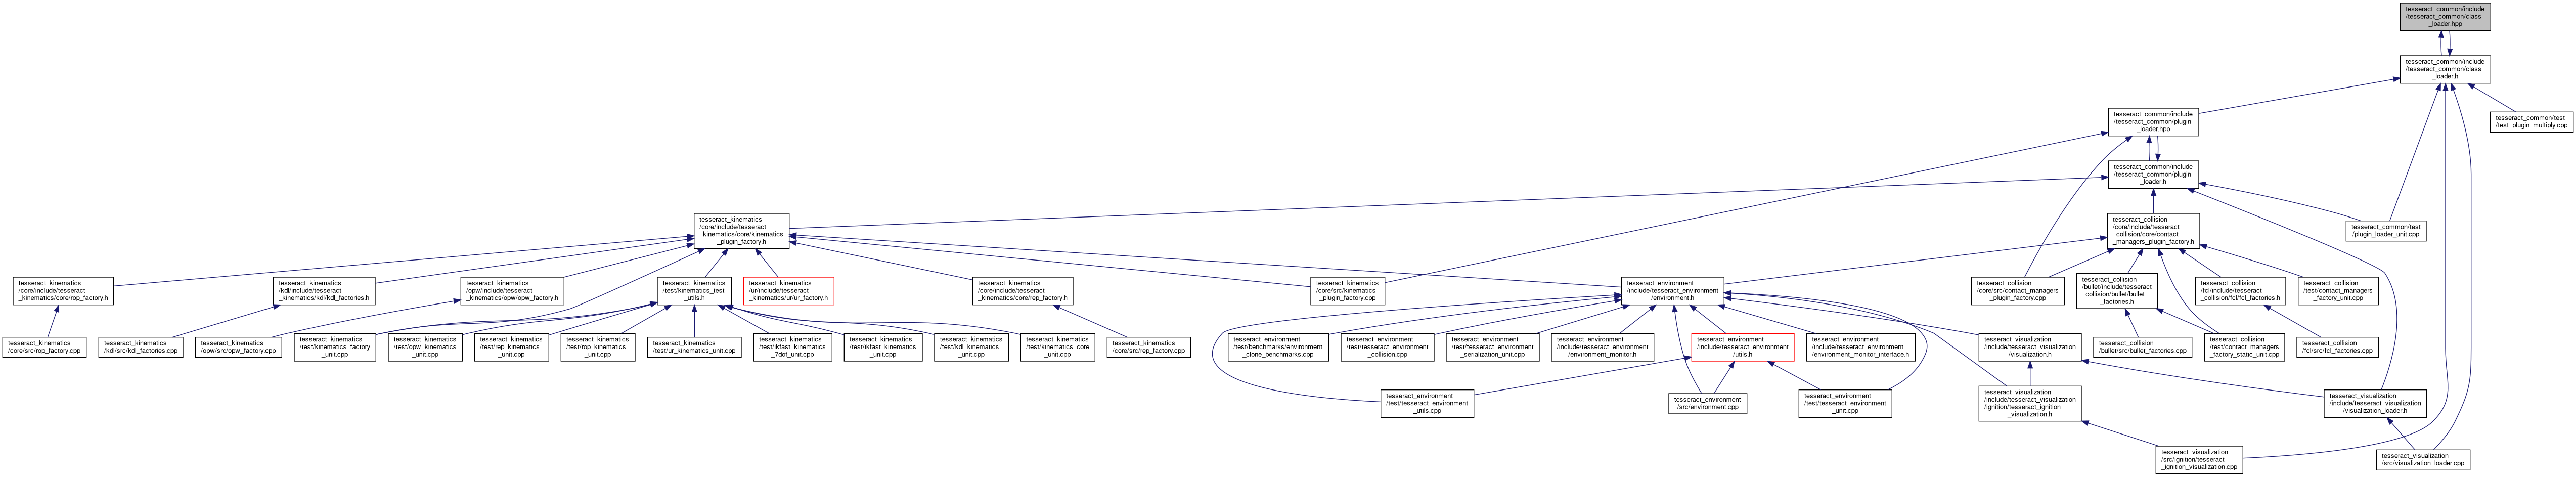 tesseract_common/include
/tesseract_common/class
_loader.hpp
tesseract_common/include
/tesseract_common/class
_loader.h
tesseract_common/include
/tesseract_common/plugin
_loader.hpp
tesseract_common/test
/test_plugin_multiply.cpp
tesseract_common/include
/tesseract_common/plugin
_loader.h
tesseract_kinematics
/core/include/tesseract
_kinematics/core/kinematics
_plugin_factory.h
tesseract_collision
/core/include/tesseract
_collision/core/contact
_managers_plugin_factory.h
tesseract_common/test
/plugin_loader_unit.cpp
tesseract_kinematics
/core/include/tesseract
_kinematics/core/rop_factory.h
tesseract_kinematics
/kdl/include/tesseract
_kinematics/kdl/kdl_factories.h
tesseract_kinematics
/opw/include/tesseract
_kinematics/opw/opw_factory.h
tesseract_kinematics
/test/kinematics_test
_utils.h
tesseract_kinematics
/ur/include/tesseract
_kinematics/ur/ur_factory.h
tesseract_kinematics
/core/include/tesseract
_kinematics/core/rep_factory.h
tesseract_kinematics
/core/src/kinematics
_plugin_factory.cpp
tesseract_environment
/include/tesseract_environment
/environment.h
tesseract_collision
/core/src/contact_managers
_plugin_factory.cpp
tesseract_collision
/bullet/include/tesseract
_collision/bullet/bullet
_factories.h
tesseract_collision
/fcl/include/tesseract
_collision/fcl/fcl_factories.h
tesseract_collision
/test/contact_managers
_factory_unit.cpp
tesseract_kinematics
/core/src/rop_factory.cpp
tesseract_kinematics
/kdl/src/kdl_factories.cpp
tesseract_kinematics
/opw/src/opw_factory.cpp
tesseract_kinematics
/test/kinematics_factory
_unit.cpp
tesseract_kinematics
/test/opw_kinematics
_unit.cpp
tesseract_kinematics
/test/rep_kinematics
_unit.cpp
tesseract_kinematics
/test/rop_kinematics
_unit.cpp
tesseract_kinematics
/test/ur_kinematics_unit.cpp
tesseract_kinematics
/test/ikfast_kinematics
_7dof_unit.cpp
tesseract_kinematics
/test/ikfast_kinematics
_unit.cpp
tesseract_kinematics
/test/kdl_kinematics
_unit.cpp
tesseract_kinematics
/test/kinematics_core
_unit.cpp
tesseract_kinematics
/core/src/rep_factory.cpp
tesseract_environment
/test/benchmarks/environment
_clone_benchmarks.cpp
tesseract_environment
/test/tesseract_environment
_collision.cpp
tesseract_environment
/test/tesseract_environment
_serialization_unit.cpp
tesseract_environment
/include/tesseract_environment
/environment_monitor.h
tesseract_environment
/include/tesseract_environment
/utils.h
tesseract_environment
/include/tesseract_environment
/environment_monitor_interface.h
tesseract_visualization
/include/tesseract_visualization
/visualization.h
tesseract_collision
/bullet/src/bullet_factories.cpp
tesseract_collision
/test/contact_managers
_factory_static_unit.cpp
tesseract_collision
/fcl/src/fcl_factories.cpp
tesseract_environment
/test/tesseract_environment
_utils.cpp
tesseract_environment
/src/environment.cpp
tesseract_environment
/test/tesseract_environment
_unit.cpp
tesseract_visualization
/include/tesseract_visualization
/ignition/tesseract_ignition
_visualization.h
tesseract_visualization
/include/tesseract_visualization
/visualization_loader.h
tesseract_visualization
/src/ignition/tesseract
_ignition_visualization.cpp
tesseract_visualization
/src/visualization_loader.cpp